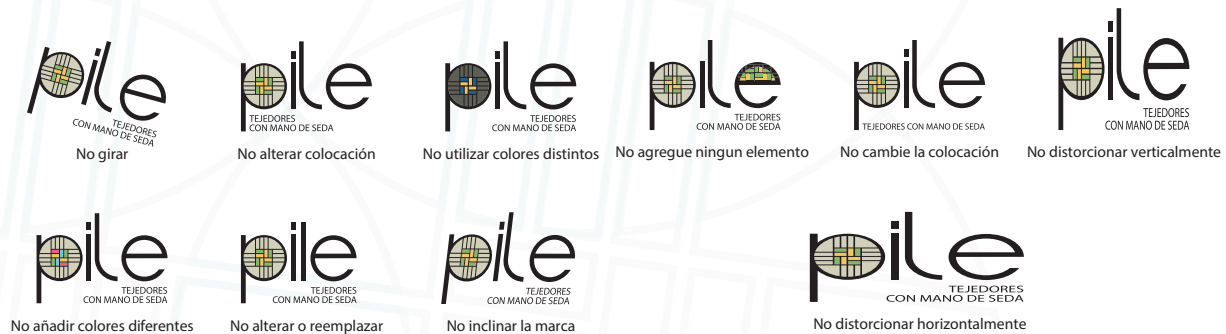 pile
TEJEDORES
CON MANO DE SEDA
No girar
pile
TEJEDORES
CON MANO DE SEDA
No alterar colocación
pile
TEJEDORES
CON MANO DE SEDA
No utilizar colores distintos
pile
TEJEDORES
CON MANO DE SEDA
No agregue ningun elemento
pile
TEJEDORES CON MANO DE SEDA
No cambie la colocación
pile
TEJEDORES
CON MANO DE SEDA
No distorcionar verticalmente
pile
TEJEDORES
CON MANO DE SEDA
No añadir colores diferentes
pile
TEJEDORES
CON MANO DE SEDA
No alterar o reemplazar
pile
TEJEDORES
CON MANO DE SEDA
No inclinar la marca
pile
TEJEDORES
CON MANO DE SEDA
No distorcionar horizontalmente